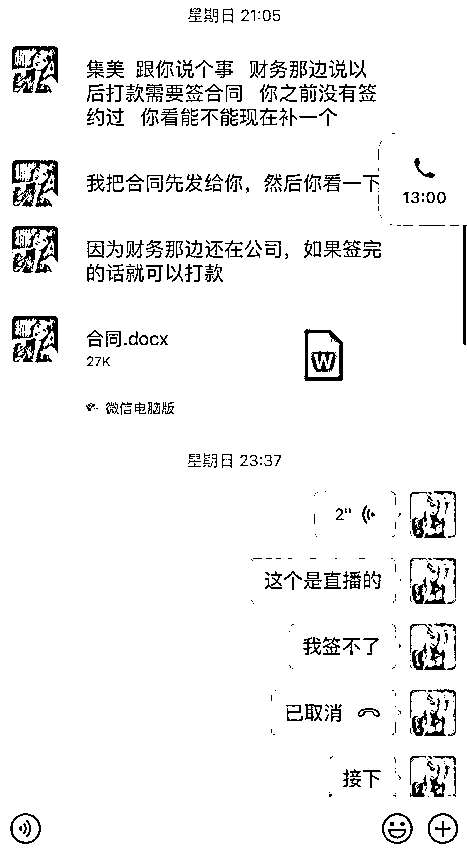 星期日 21:05
集美 跟你说个事 财务那边说以
后打款需要签合同 你之前没有签
约过 你看能不能现在补一个
我把合同先发给你，然后你看一下
13:00
因为财务那边还在公司，如果签完
的话就可以打款
合同.docx
27K
W
微信电脑版
星期日 23:37
2"
这个是直播的
我签不了
已取消
接下